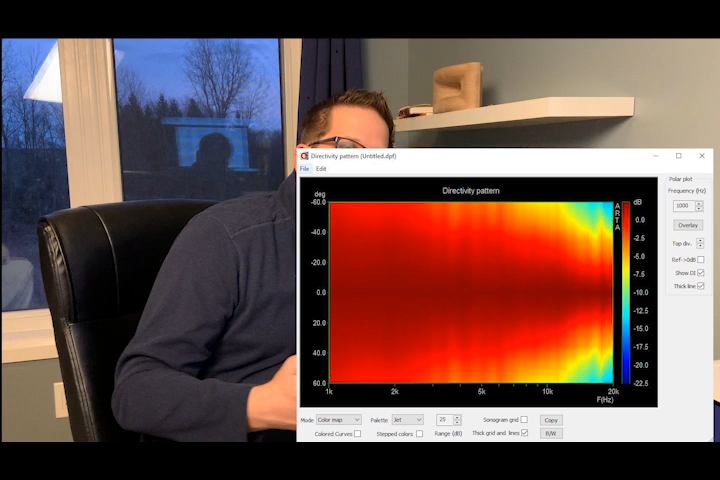 Directivity pattern (Untitled.dpf)
File Edit
Directivity pattern
deg
-60.0
-40.0
-20.0
0.0
20.0
40.0
60.0
1k 2k 5k 10k 20k
F(Hz)
ARTA
dB
0.0
-2.5
-5.0
-7.5
-10.0
-12.5
-15.0
-17.5
-20.0
-22.5
Polar plot
Frequency (Hz)
1000
Overlay
Top div.
Ref->0dB
Show DI
Thick line
Mode Color map Palette Jet 25 Sonogram grid Copy
Colored Curves Stepped colors Range (dB) Thick grid and lines B/W